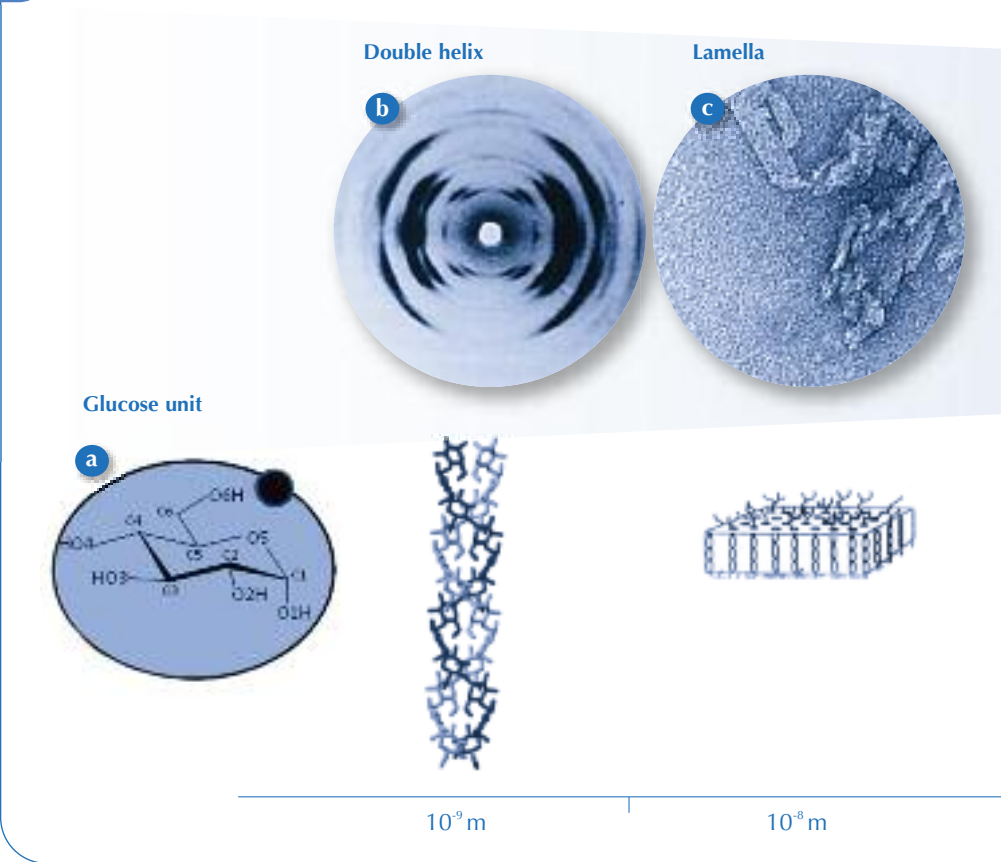 Double helix
Lamella
b
c
Glucose unit
a
O6H
C6
C4
O4
O5
C5
C2
HO3
C3
C1
O2H
O1H
10⁻⁹ m
10⁻⁸ m